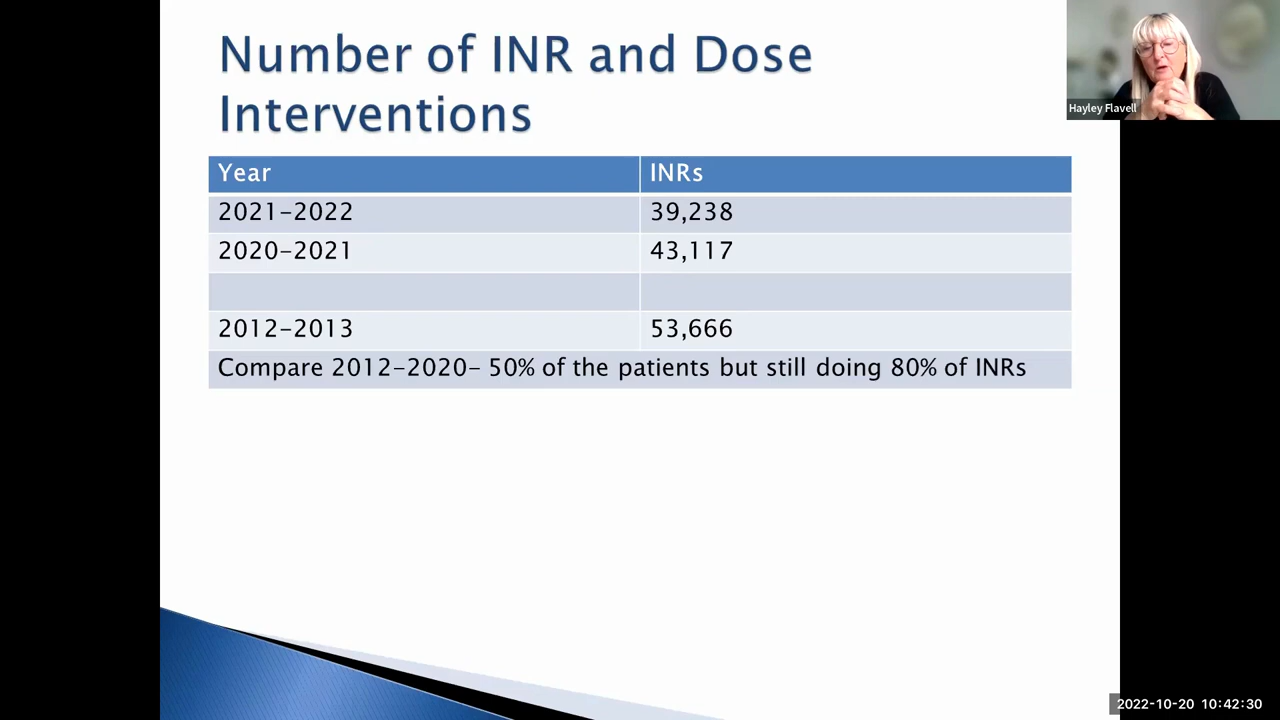 Number of INR and Dose
Interventions
Year INRs
2021-2022 39,238
2020-2021 43,117
2012-2013 53,666
Compare 2012-2020- 50% of the patients but still doing 80% of INRs
Hayley Flavell
2022-10-20 10:42:30